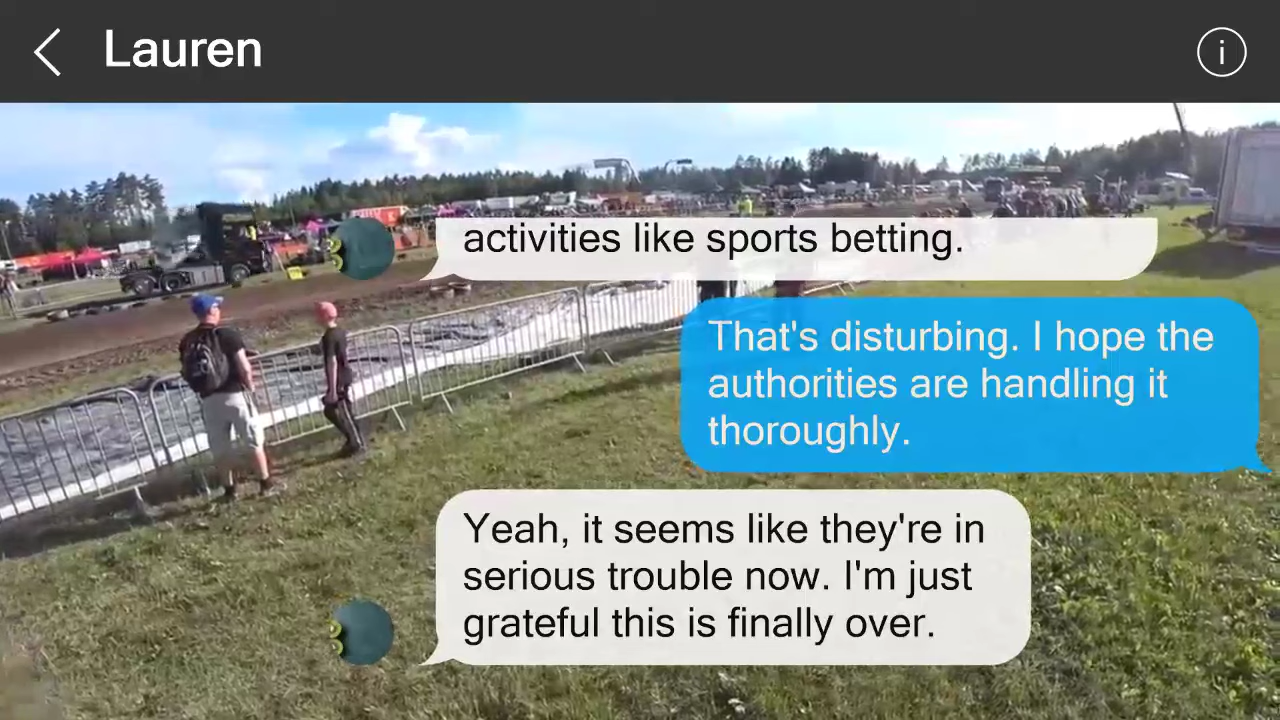 Lauren
activities like sports betting.
That's disturbing. I hope the
authorities are handling it
thoroughly.
Yeah, it seems like they're in
serious trouble now. I'm just
grateful this is finally over.